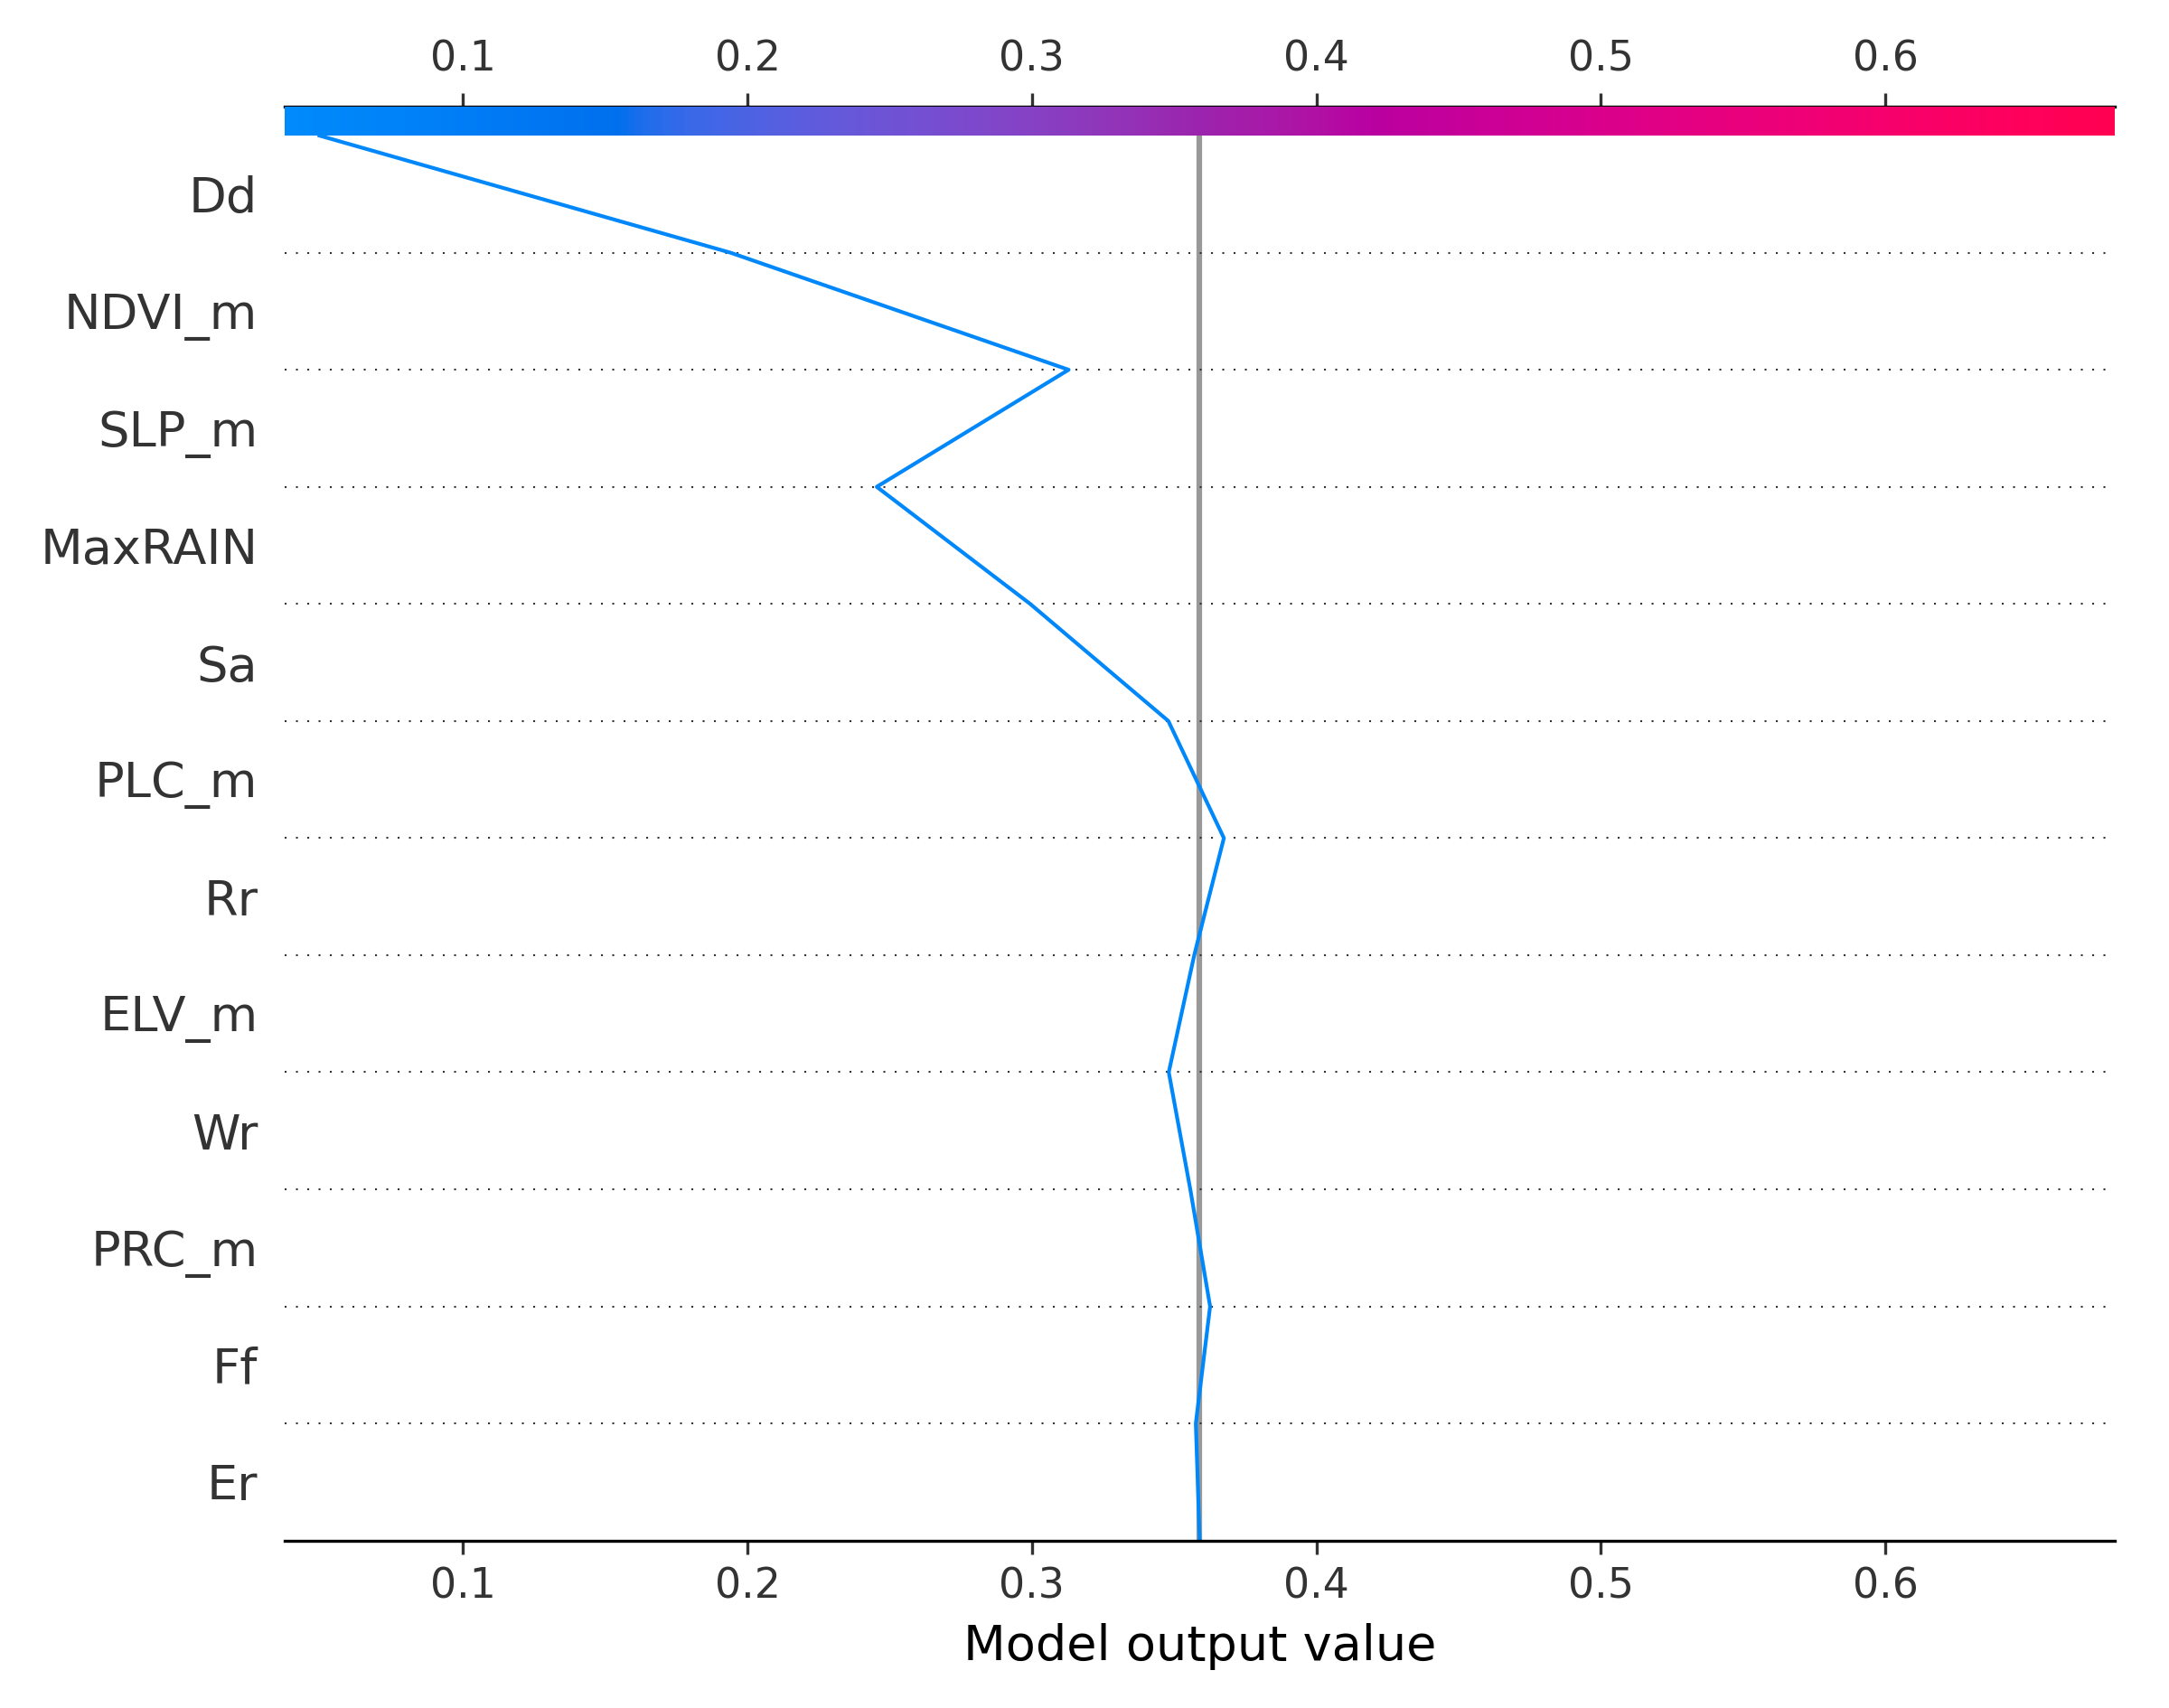 0.1 0.2 0.3 0.4 0.5 0.6
Dd
NDVI_m
SLP_m
MaxRAIN
Sa
PLC_m
Rr
ELV_m
Wr
PRC_m
Ff
Er
0.1 0.2 0.3 0.4 0.5 0.6
Model output value